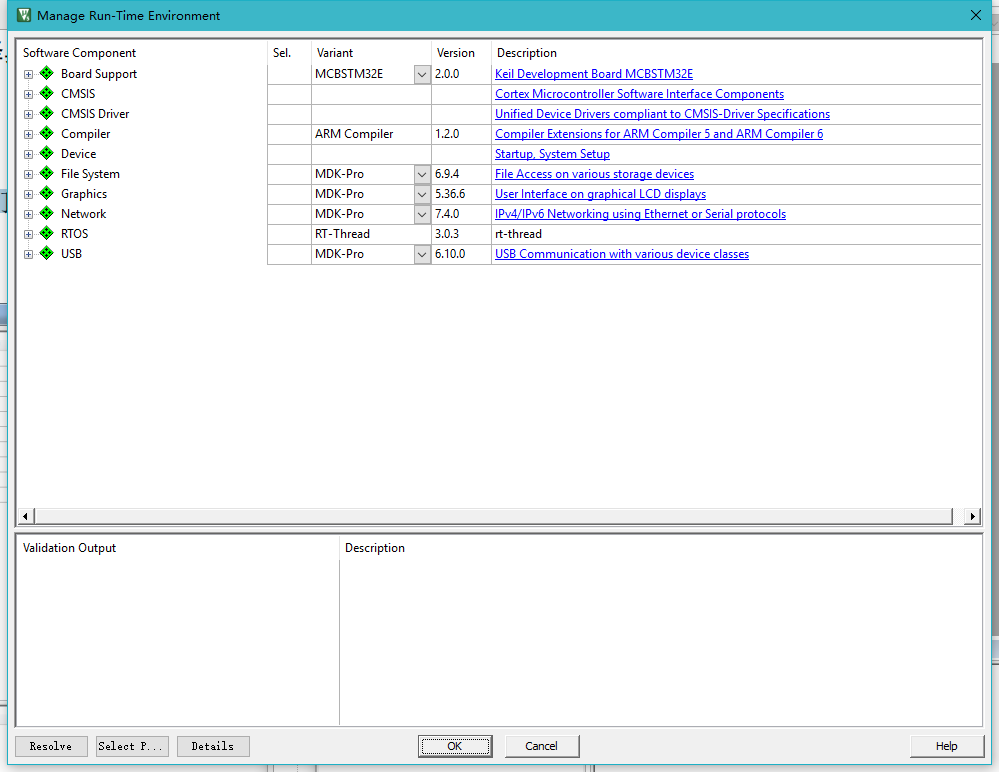 Manage Run-Time Environment
Software Component Sel. Variant Version Description
Board Support MCBSTM32E 2.0.0 Keil Development Board MCBSTM32E
CMSIS Cortex Microcontroller Software Interface Components
CMSIS Driver Unified Device Drivers compliant to CMSIS-Driver Specifications
Compiler ARM Compiler 1.2.0 Compiler Extensions for ARM Compiler 5 and ARM Compiler 6
Device Startup, System Setup
File System MDK-Pro 6.9.4 File Access on various storage devices
Graphics MDK-Pro 5.36.6 User Interface on graphical LCD displays
Network MDK-Pro 7.4.0 IPv4/IPv6 Networking using Ethernet or Serial protocols
RTOS RT-Thread 3.0.3 rt-thread
USB MDK-Pro 6.10.0 USB Communication with various device classes
Validation Output Description
Resolve Select P... Details OK Cancel Help